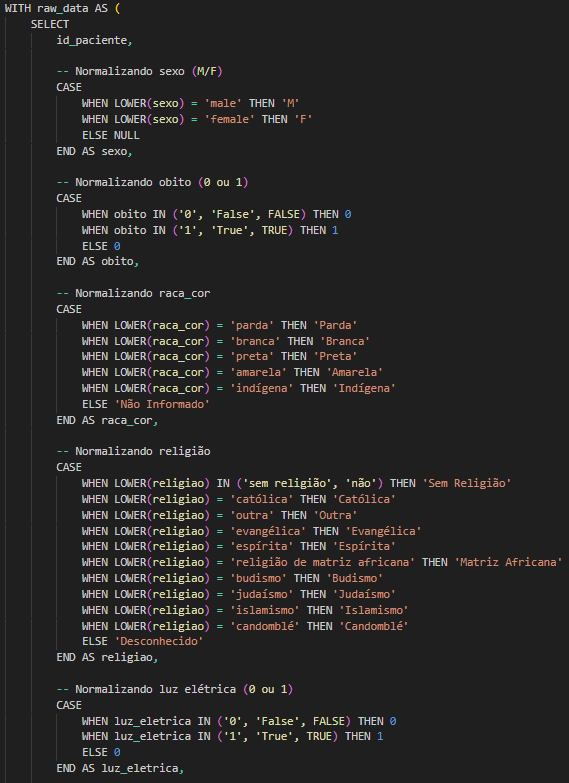 WITH raw_data AS (
    SELECT
        id_paciente,

        -- Normalizando sexo (M/F)
        CASE
            WHEN LOWER(sexo) = 'male' THEN 'M'
            WHEN LOWER(sexo) = 'female' THEN 'F'
            ELSE NULL
        END AS sexo,

        -- Normalizando obito (0 ou 1)
        CASE
            WHEN obito IN ('0', 'False', FALSE) THEN 0
            WHEN obito IN ('1', 'True', TRUE) THEN 1
            ELSE 0
        END AS obito,

        -- Normalizando raca_cor
        CASE
            WHEN LOWER(raca_cor) = 'parda' THEN 'Parda'
            WHEN LOWER(raca_cor) = 'branca' THEN 'Branca'
            WHEN LOWER(raca_cor) = 'preta' THEN 'Preta'
            WHEN LOWER(raca_cor) = 'amarela' THEN 'Amarela'
            WHEN LOWER(raca_cor) = 'indígena' THEN 'Indígena'
            ELSE 'Não Informado'
        END AS raca_cor,

        -- Normalizando religião
        CASE
            WHEN LOWER(religiao) IN ('sem religião', 'não') THEN 'Sem Religião'
            WHEN LOWER(religiao) = 'católica' THEN 'Católica'
            WHEN LOWER(religiao) = 'outra' THEN 'Outra'
            WHEN LOWER(religiao) = 'evangélica' THEN 'Evangélica'
            WHEN LOWER(religiao) = 'espírita' THEN 'Espírita'
            WHEN LOWER(religiao) = 'religião de matriz africana' THEN 'Matriz Africana'
            WHEN LOWER(religiao) = 'budismo' THEN 'Budismo'
            WHEN LOWER(religiao) = 'judaísmo' THEN 'Judaísmo'
            WHEN LOWER(religiao) = 'islamismo' THEN 'Islamismo'
            WHEN LOWER(religiao) = 'candomblé' THEN 'Candomblé'
            ELSE 'Desconhecido'
        END AS religiao,

        -- Normalizando luz elétrica (0 ou 1)
        CASE
            WHEN luz_eletrica IN ('0', 'False', FALSE) THEN 0
            WHEN luz_eletrica IN ('1', 'True', TRUE) THEN 1
            ELSE 0
        END AS luz_eletrica,